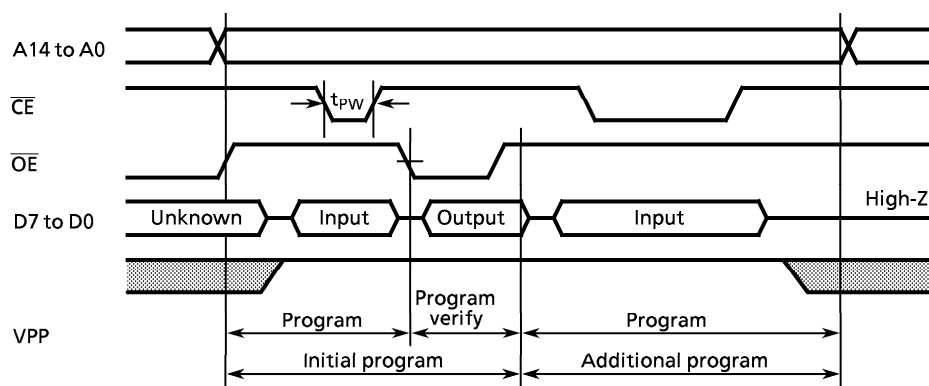 A14 to A0
CE
tPW
OE
High-Z
D7 to D0
Unknown
Input
Output
Input
Program
Program
verify
Program
VPP
Initial program
Additional program